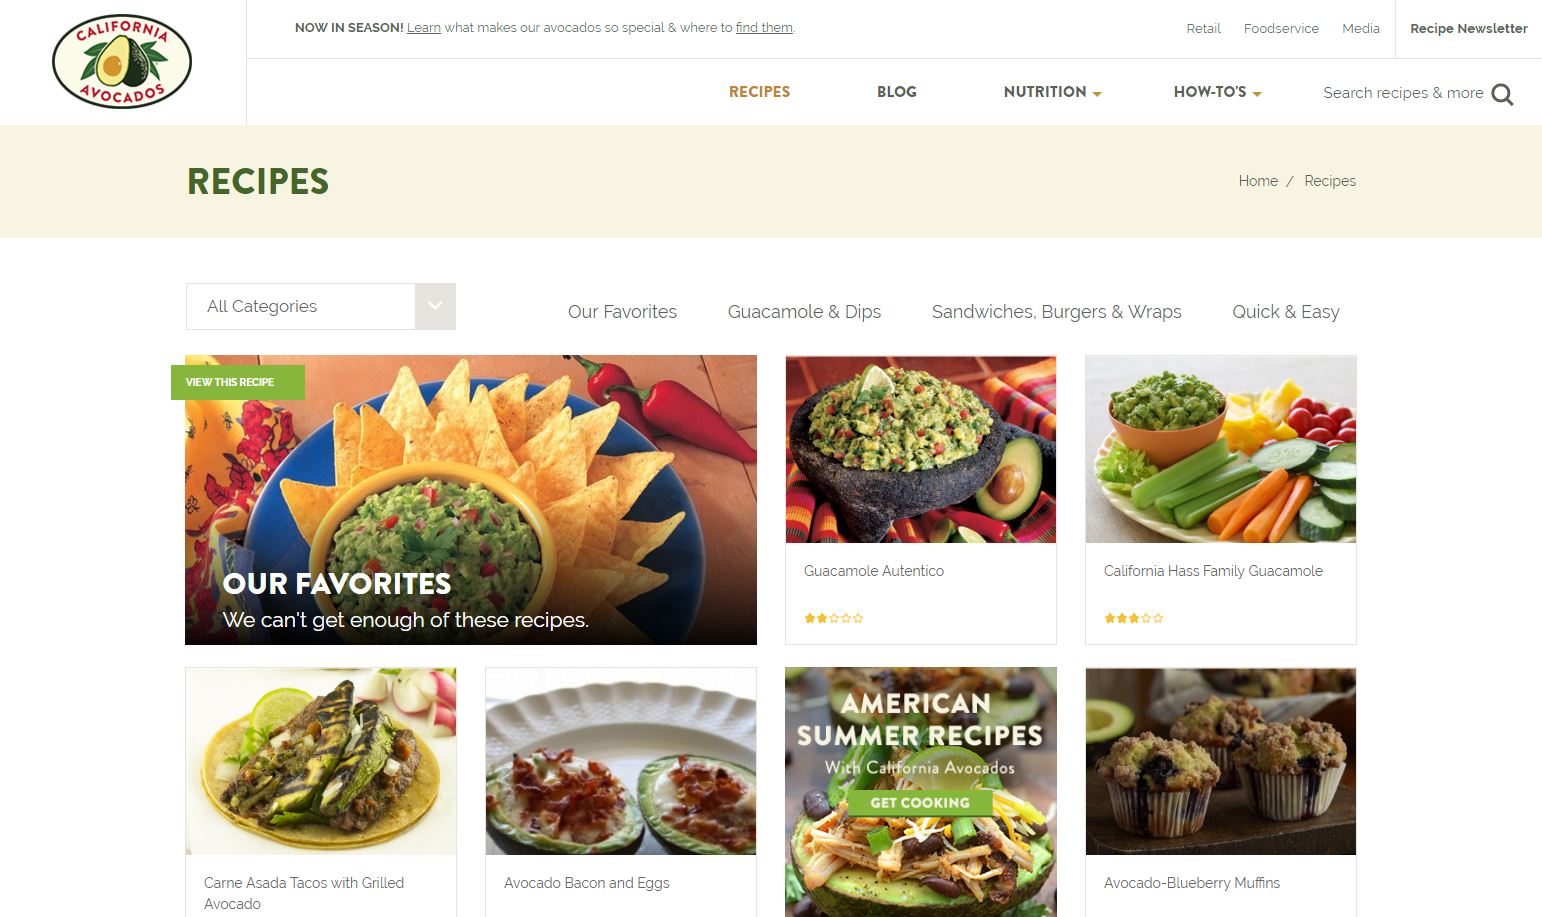 CALIFORNIA
AVOCADOS
NOW IN SEASON! Learn what makes our avocados so special & where to find them.
Retail
Foodservice
Media
Recipe Newsletter
RECIPES
BLOG
NUTRITION
HOW-TO'S
Search recipes & more
RECIPES
Home / Recipes
All Categories
Our Favorites
Guacamole & Dips
Sandwiches, Burgers & Wraps
Quick & Easy
VIEW THIS RECIPE
OUR FAVORITES
We can't get enough of these recipes.
Guacamole Autentico
California Hass Family Guacamole
Carne Asada Tacos with Grilled
Avocado
Avocado Bacon and Eggs
AMERICAN
SUMMER RECIPES
With California Avocados
GET COOKING
Avocado-Blueberry Muffins